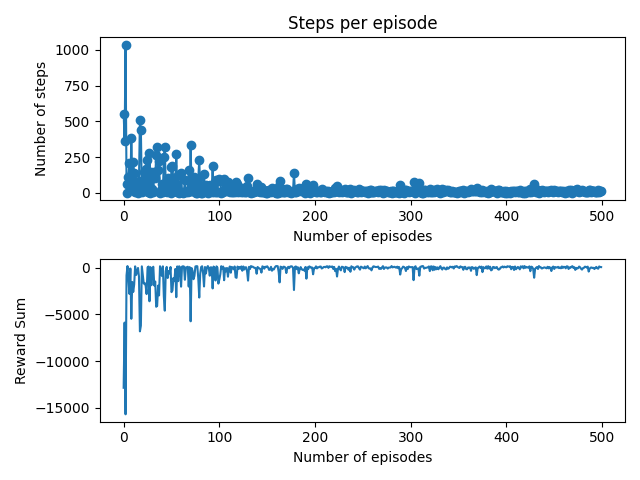 Steps per episode
Number of steps
1000
750
500
250
0
0 100 200 300 400 500
Number of episodes
Reward Sum
0
−5000
−10000
−15000
0 100 200 300 400 500
Number of episodes